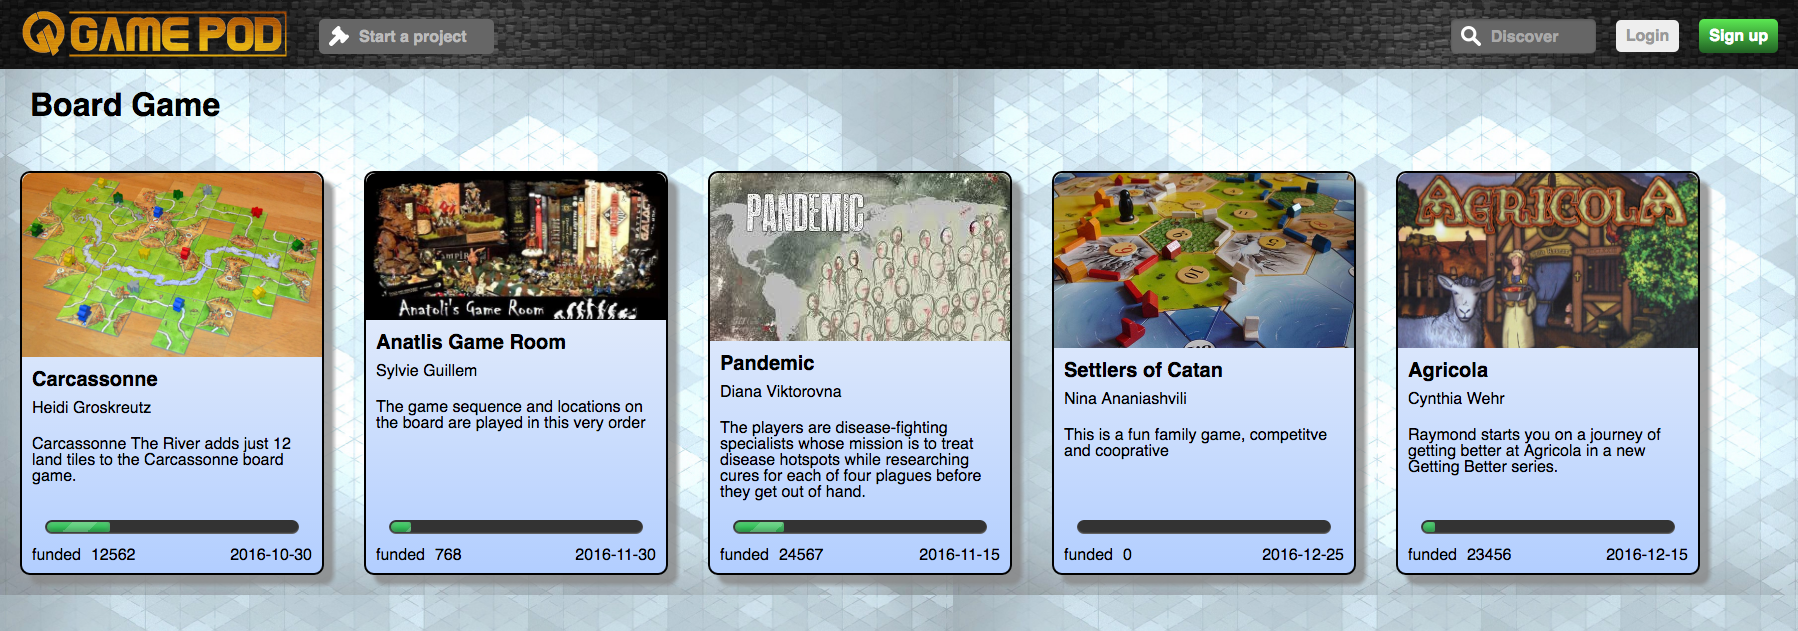 GAME POD
Start a project
Discover
Login
Sign up
Board Game
Carcassonne
Heidi Groskreutz
Carcassonne The River adds just 12
land tiles to the Carcassonne board
game.
funded 12562 2016-10-30
Anatoli's Game Room
Anatlis Game Room
Sylvie Guillem
The game sequence and locations on
the board are played in this very order
funded 768 2016-11-30
PANDEMIC
Pandemic
Diana Viktorovna
The players are disease-fighting
specialists whose mission is to treat
disease hotspots while researching
cures for each of four plagues before
they get out of hand.
funded 24567 2016-11-15
10
Settlers of Catan
Nina Ananiashvili
This is a fun family game, competitve
and cooprative
funded 0 2016-12-25
AGRICOLA
Agricola
Cynthia Wehr
Raymond starts you on a journey of
getting better at Agricola in a new
Getting Better series.
funded 23456 2016-12-15